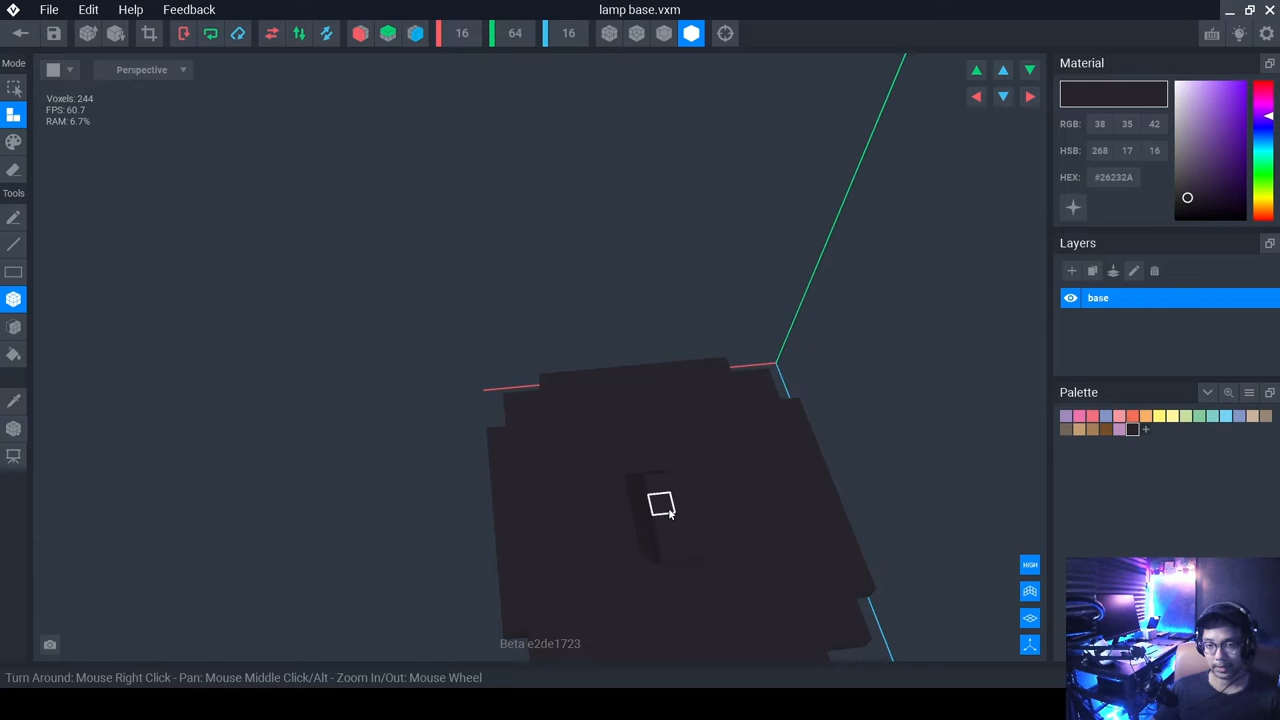 File Edit Help Feedback lamp base.vxm
16 64 16
Mode
Perspective
Voxels: 244
FPS: 60.7
RAM: 6.7%
Tools
Material
RGB: 38 35 42
HSB: 268 17 16
HEX: #26232A
Layers
base
Palette
HIGH
Beta e2de1723
Turn Around: Mouse Right Click - Pan: Mouse Middle Click/Alt - Zoom In/Out: Mouse Wheel